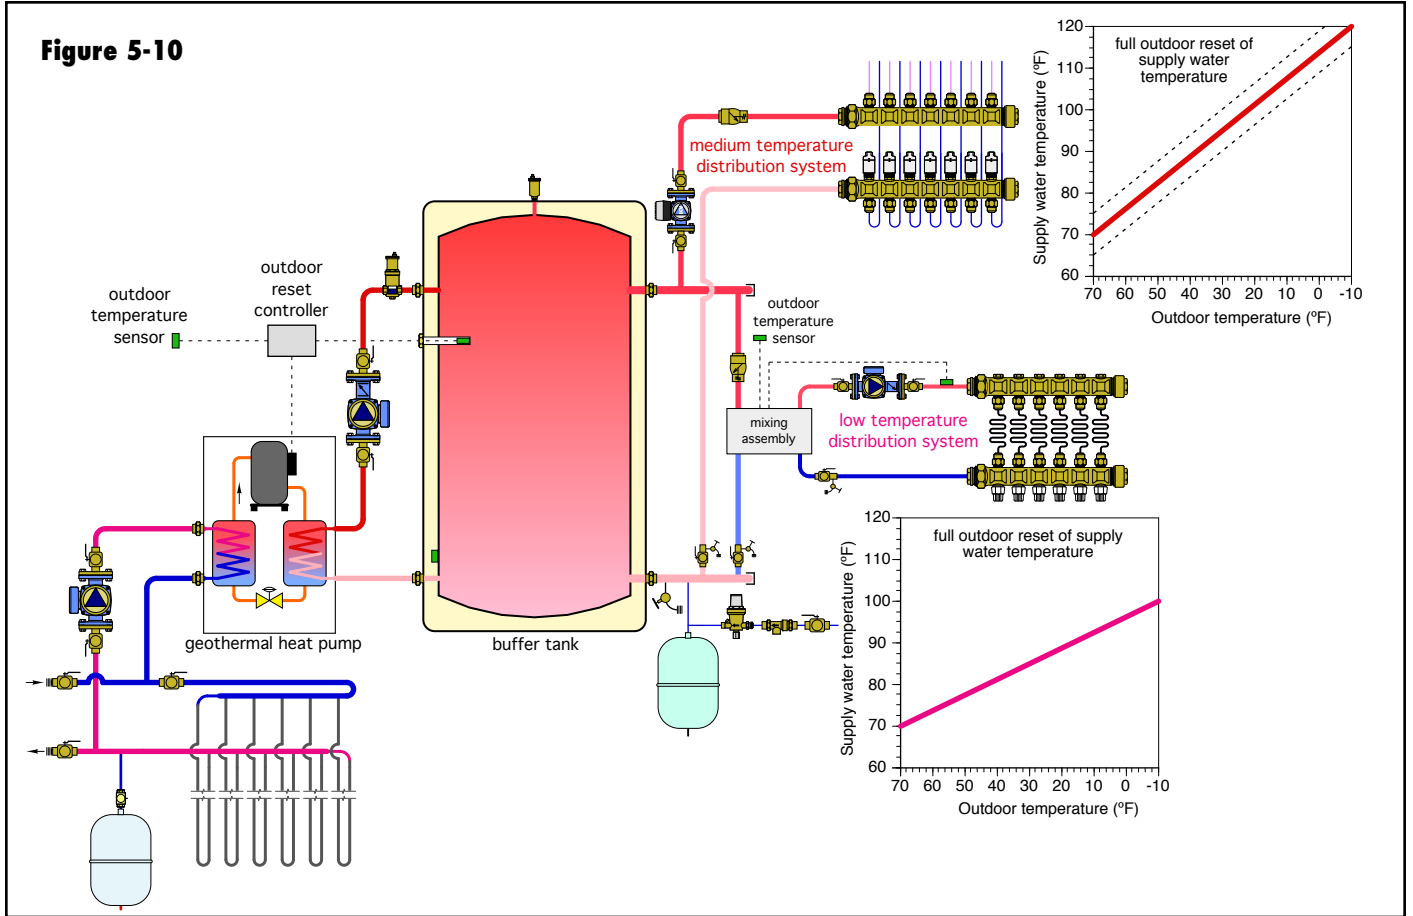 Figure 5-10
full outdoor reset of
supply water
temperature
Supply water temperature (ºF)
120
110
100
90
80
70
60
70 60 50 40 30 20 10 0 -10
Outdoor temperature (ºF)
medium temperature
distribution system
outdoor
reset
controller
outdoor
temperature
sensor
outdoor
temperature
sensor
mixing
assembly
low temperature
distribution system
geothermal heat pump
buffer tank
full outdoor reset of supply
water temperature
Supply water temperature (ºF)
120
110
100
90
80
70
60
70 60 50 40 30 20 10 0 -10
Outdoor temperature (ºF)